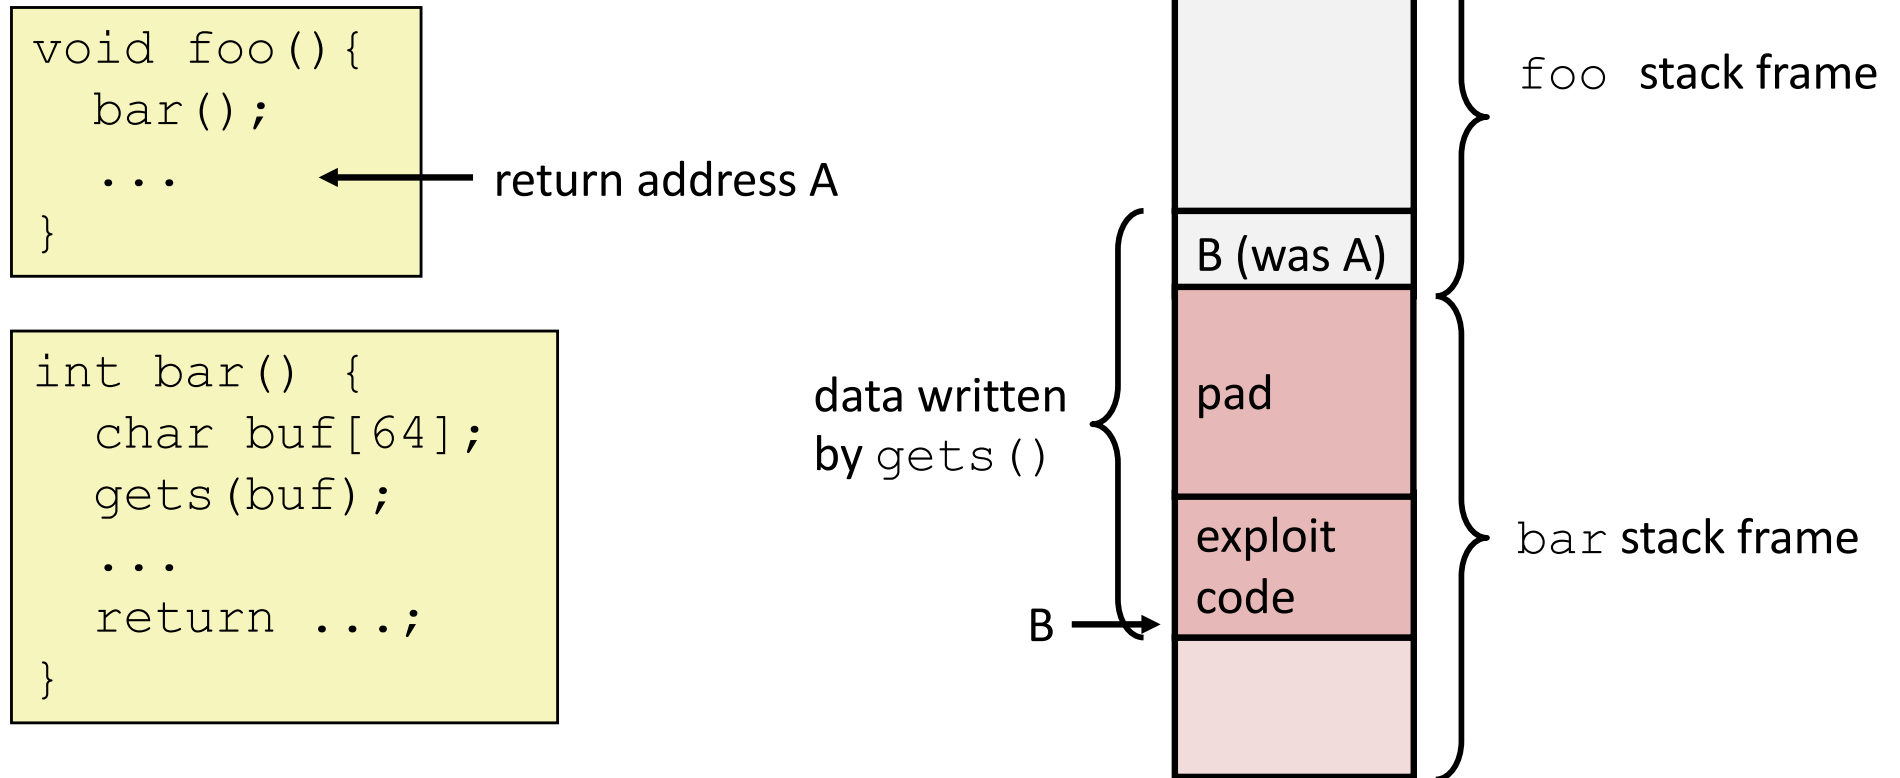 void foo(){
  bar();
  ...
}
return address A
int bar() {
  char buf[64];
  gets(buf);
  ...
  return ...;
}
data written
by gets()
B
B (was A)
pad
exploit
code
foo stack frame
bar stack frame